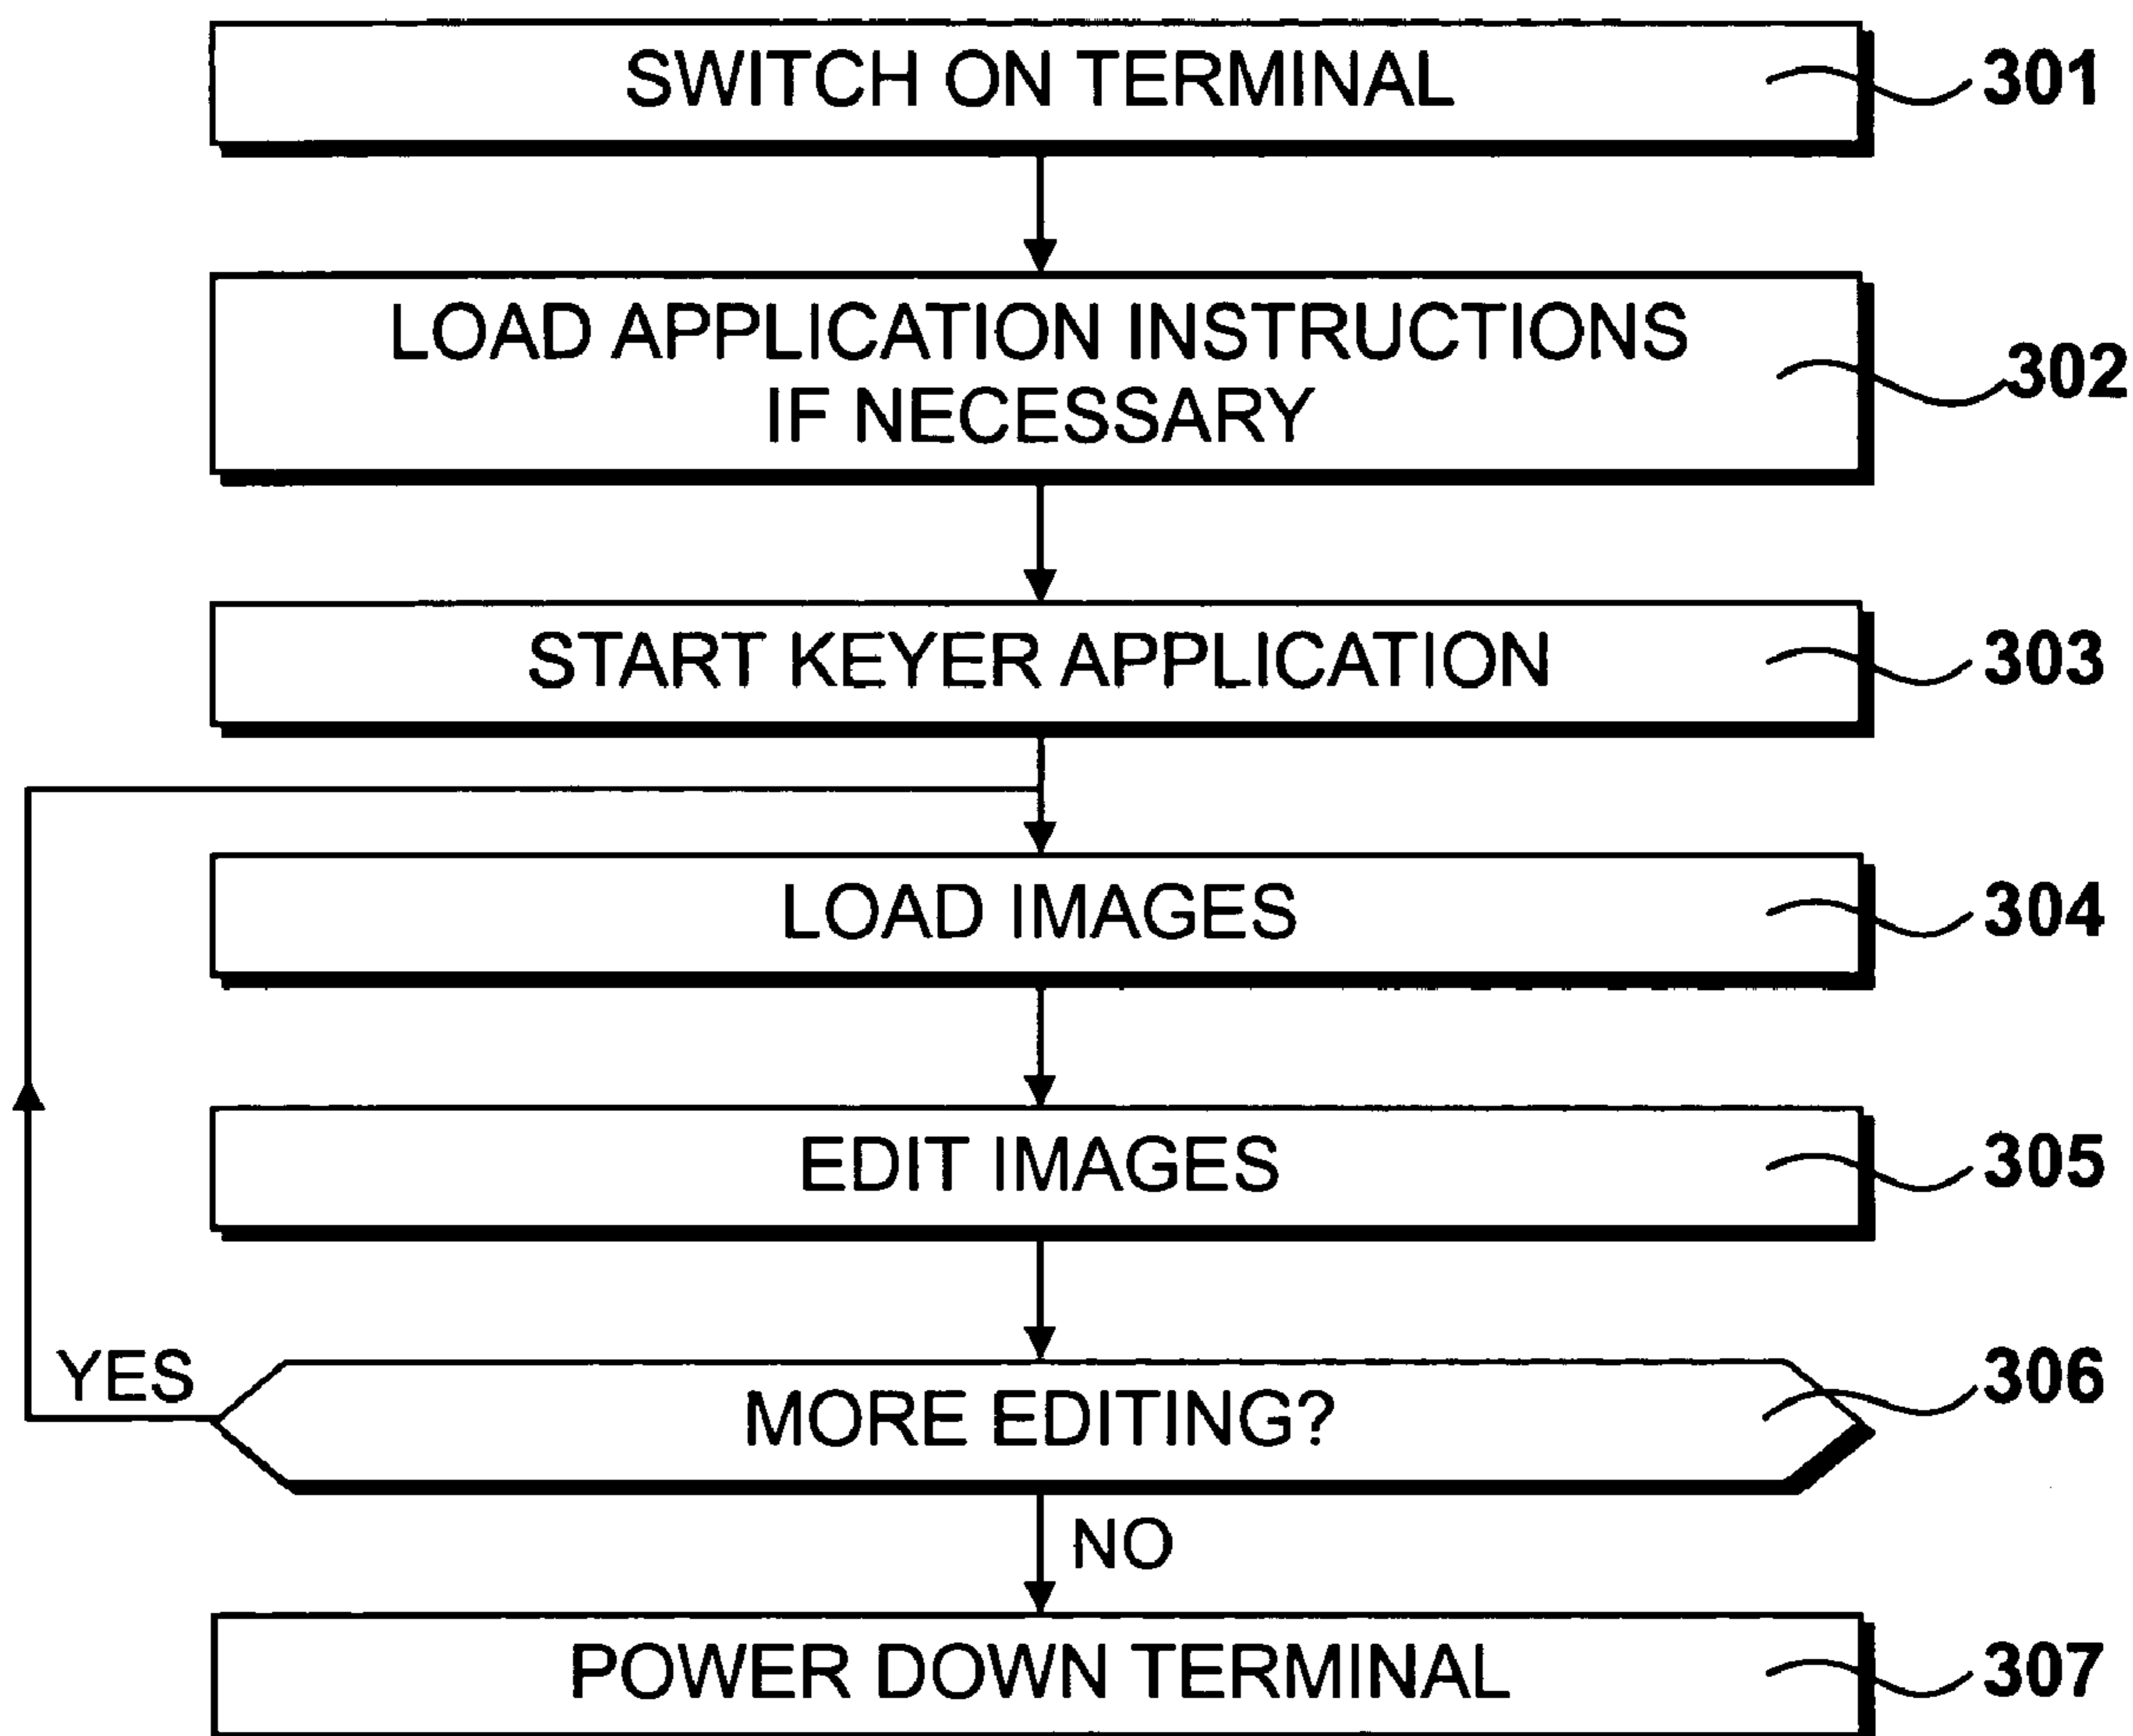 SWITCH ON TERMINAL
301
LOAD APPLICATION INSTRUCTIONS
IF NECESSARY
302
START KEYER APPLICATION
303
LOAD IMAGES
304
EDIT IMAGES
305
YES
MORE EDITING?
306
NO
POWER DOWN TERMINAL
307